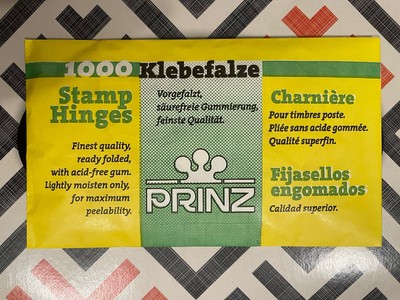 1000 Klebefalze
Stamp
Hinges
Finest quality,
ready folded,
with acid-free gum.
Lightly moisten only,
for maximum
peelability.
Vorgefalzt,
säurefreie Gummierung,
feinste Qualität.
PRINZ
Charnière
Pour timbres poste.
Pliée sans acide gommée.
Qualité superfin.
Fijasellos
engomados
Calidad superior.